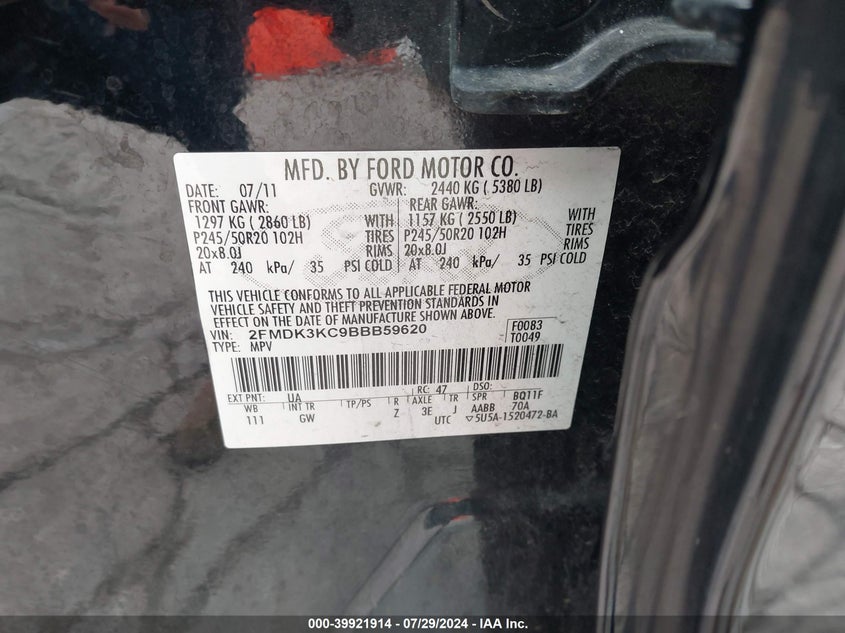 MFD. BY FORD MOTOR CO.
DATE: 07/11 GVWR: 2440 KG ( 5380 LB)
FRONT GAWR: REAR GAWR:
1297 KG ( 2860 LB) WITH 1157 KG ( 2550 LB) WITH
P245/50R20 102H TIRES P245/50R20 102H TIRES
20x8.0J RIMS 20x8.0J RIMS
AT 240 kPa/ 35 PSI COLD AT 240 kPa/ 35 PSI COLD
THIS VEHICLE CONFORMS TO ALL APPLICABLE FEDERAL MOTOR
VEHICLE SAFETY AND THEFT PREVENTION STANDARDS IN
EFFECT ON THE DATE OF MANUFACTURE SHOWN ABOVE.
VIN: 2FMDK3KC9BBB59620 F0083
TYPE: MPV T0049
EXT PNT: UA RC: 47 DSO:
WB INT TR TP/PS R AXLE TR SPR BQ11F
111 GW Z 3E J AABB 70A
UTC ▽5U5A-1520472-BA
000-39921914 / 07/29/2024 - IAA Inc.